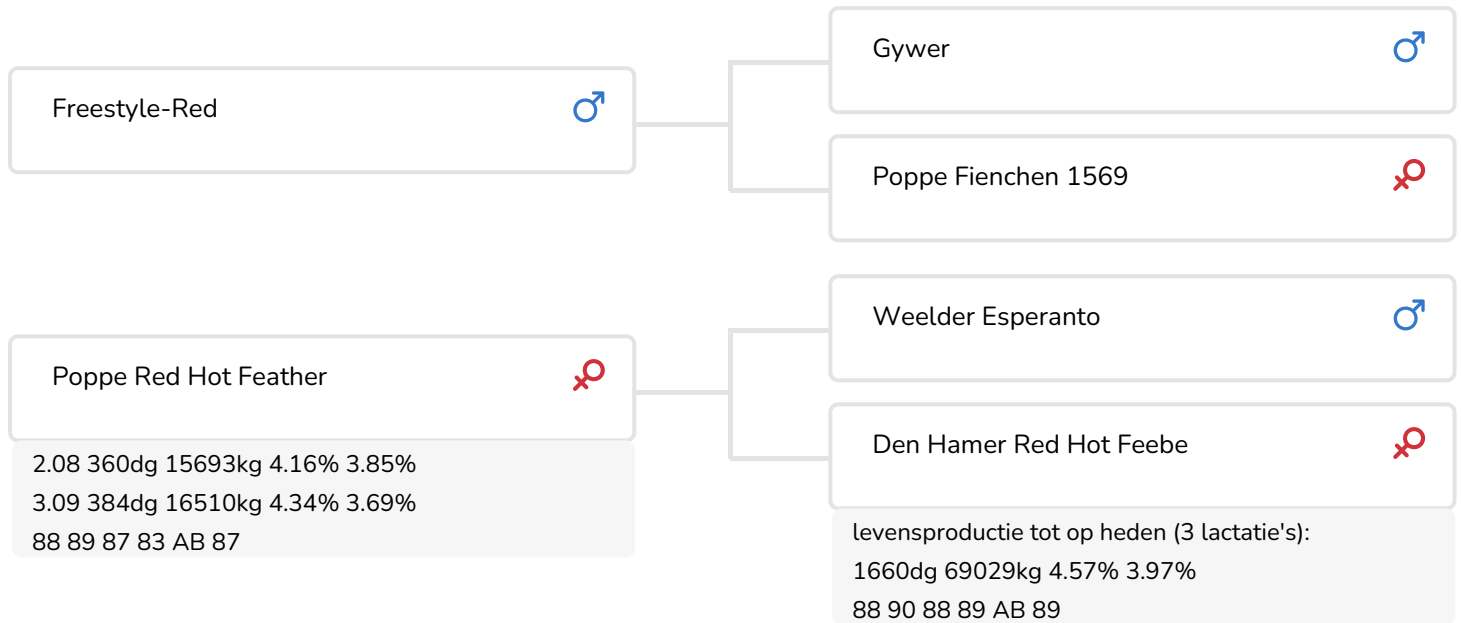 Freestyle-Red
Gywer
Poppe Fienchen 1569
Poppe Red Hot Feather
2.08 360dg 15693kg 4.16% 3.85%
3.09 384dg 16510kg 4.34% 3.69%
88 89 87 83 AB 87
Weelder Esperanto
Den Hamer Red Hot Feebe
levensproductie tot op heden (3 lactatie's):
1660dg 69029kg 4.57% 3.97%
88 90 88 89 AB 89